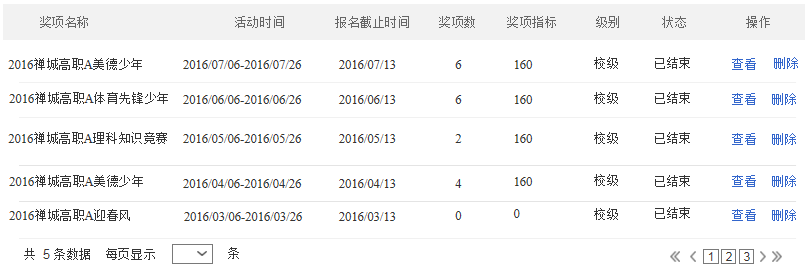 奖项名称 活动时间 报名截止时间 奖项数 奖项指标 级别 状态 操作
2016禅城高职A美德少年 2016/07/06-2016/07/26 2016/07/13 6 160 校级 已结束 查看 删除
2016禅城高职A体育先锋少年 2016/06/06-2016/06/26 2016/06/13 6 160 校级 已结束 查看 删除
2016禅城高职A理科知识竞赛 2016/05/06-2016/05/26 2016/05/13 2 160 校级 已结束 查看 删除
2016禅城高职A美德少年 2016/04/06-2016/04/26 2016/04/13 4 160 校级 已结束 查看 删除
2016禅城高职A迎春风 2016/03/06-2016/03/26 2016/03/13 0 0 校级 已结束 查看 删除
共 5 条数据 每页显示 条 1 2 3